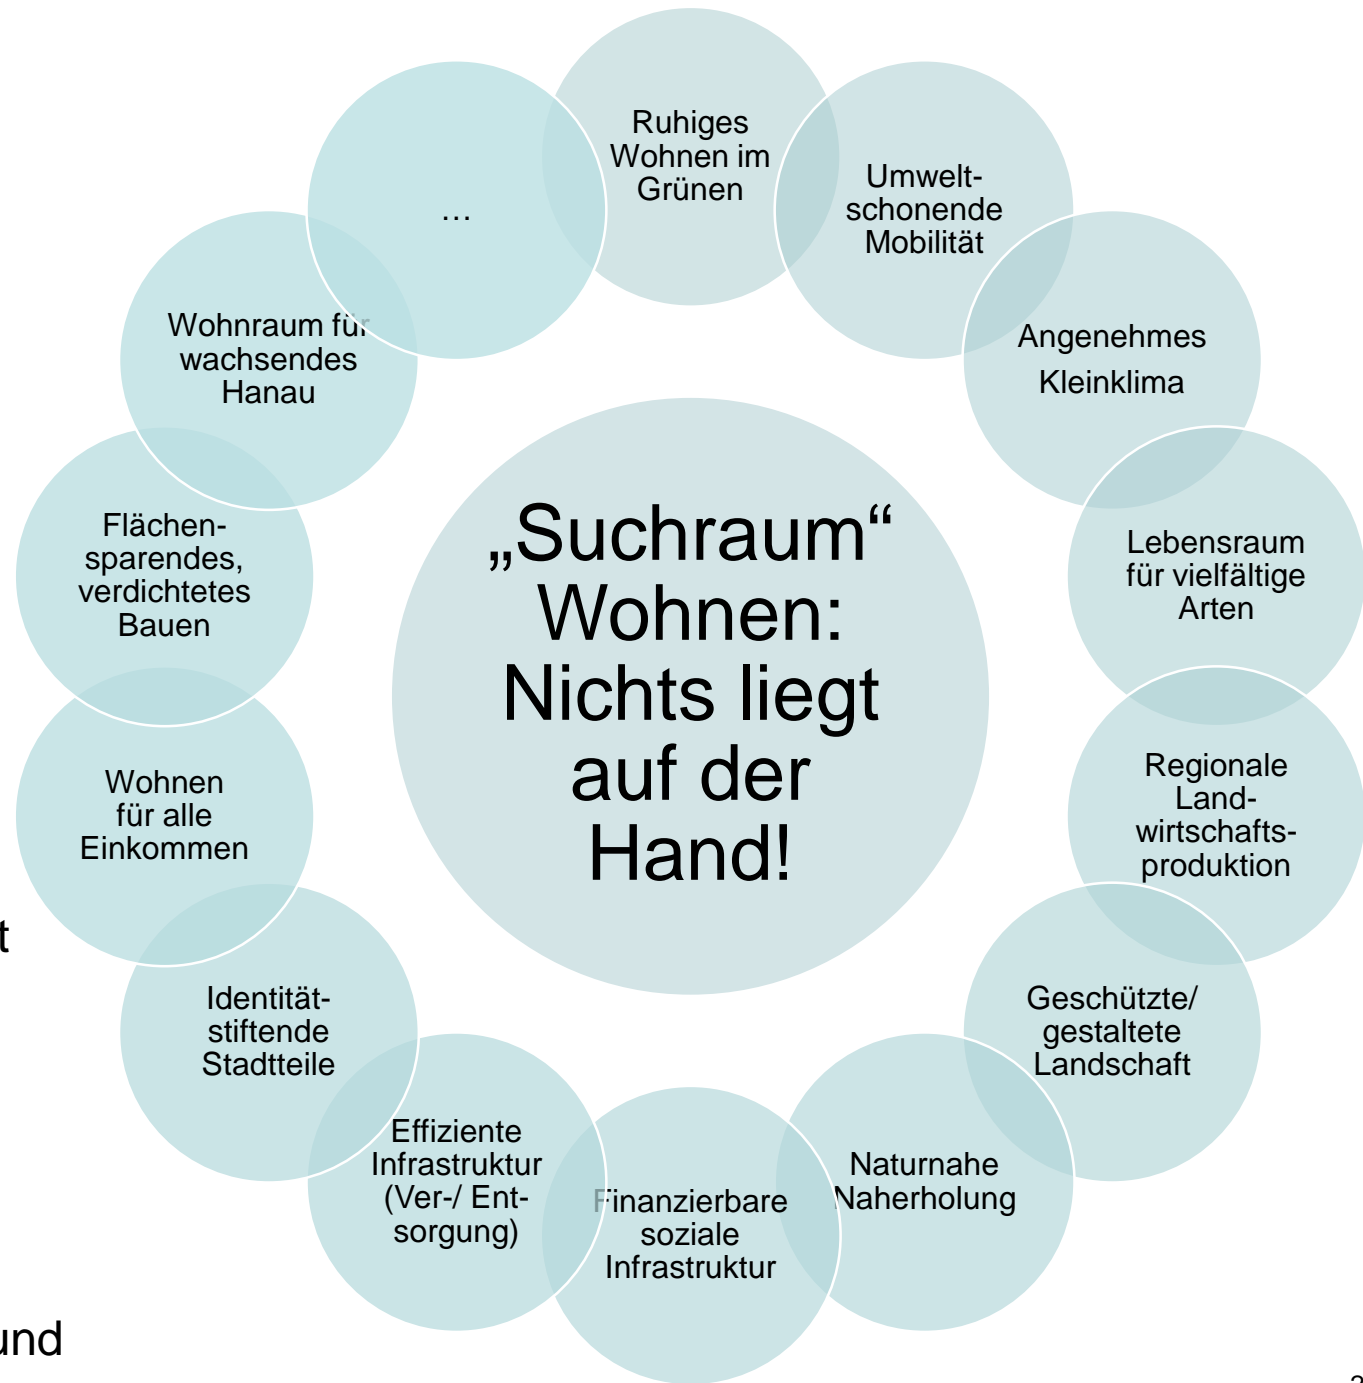 Ruhiges
Wohnen im
Grünen
Umwelt-
schonende
Mobilität
Angenehmes
Kleinklima
Lebensraum
für vielfältige
Arten
Regionale
Land-
wirtschafts-
produktion
Geschützte/
gestaltete
Landschaft
Naturnahe
Naherholung
Finanzierbare
soziale
Infrastruktur
Effiziente
Infrastruktur
(Ver-/ Ent-
sorgung)
Identität-
stiftende
Stadtteile
Wohnen
für alle
Einkommen
Flächen-
sparendes,
verdichtetes
Bauen
Wohnraum für
wachsendes
Hanau
…
„Suchraum“
Wohnen:
Nichts liegt
auf der
Hand!
t
und